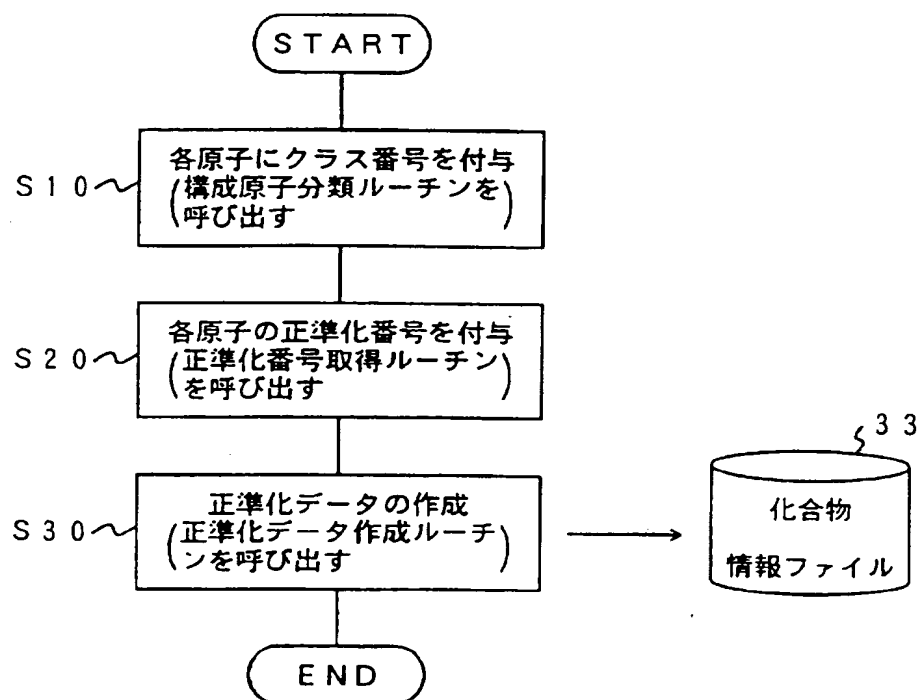 START
S10
各原子にクラス番号を付与
(構成原子分類ルーチンを
呼び出す)
S20
各原子の正準化番号を付与
(正準化番号取得ルーチン
を呼び出す)
S30
正準化データの作成
(正準化データ作成ルーチ
ンを呼び出す)
33
化合物
情報ファイル
END